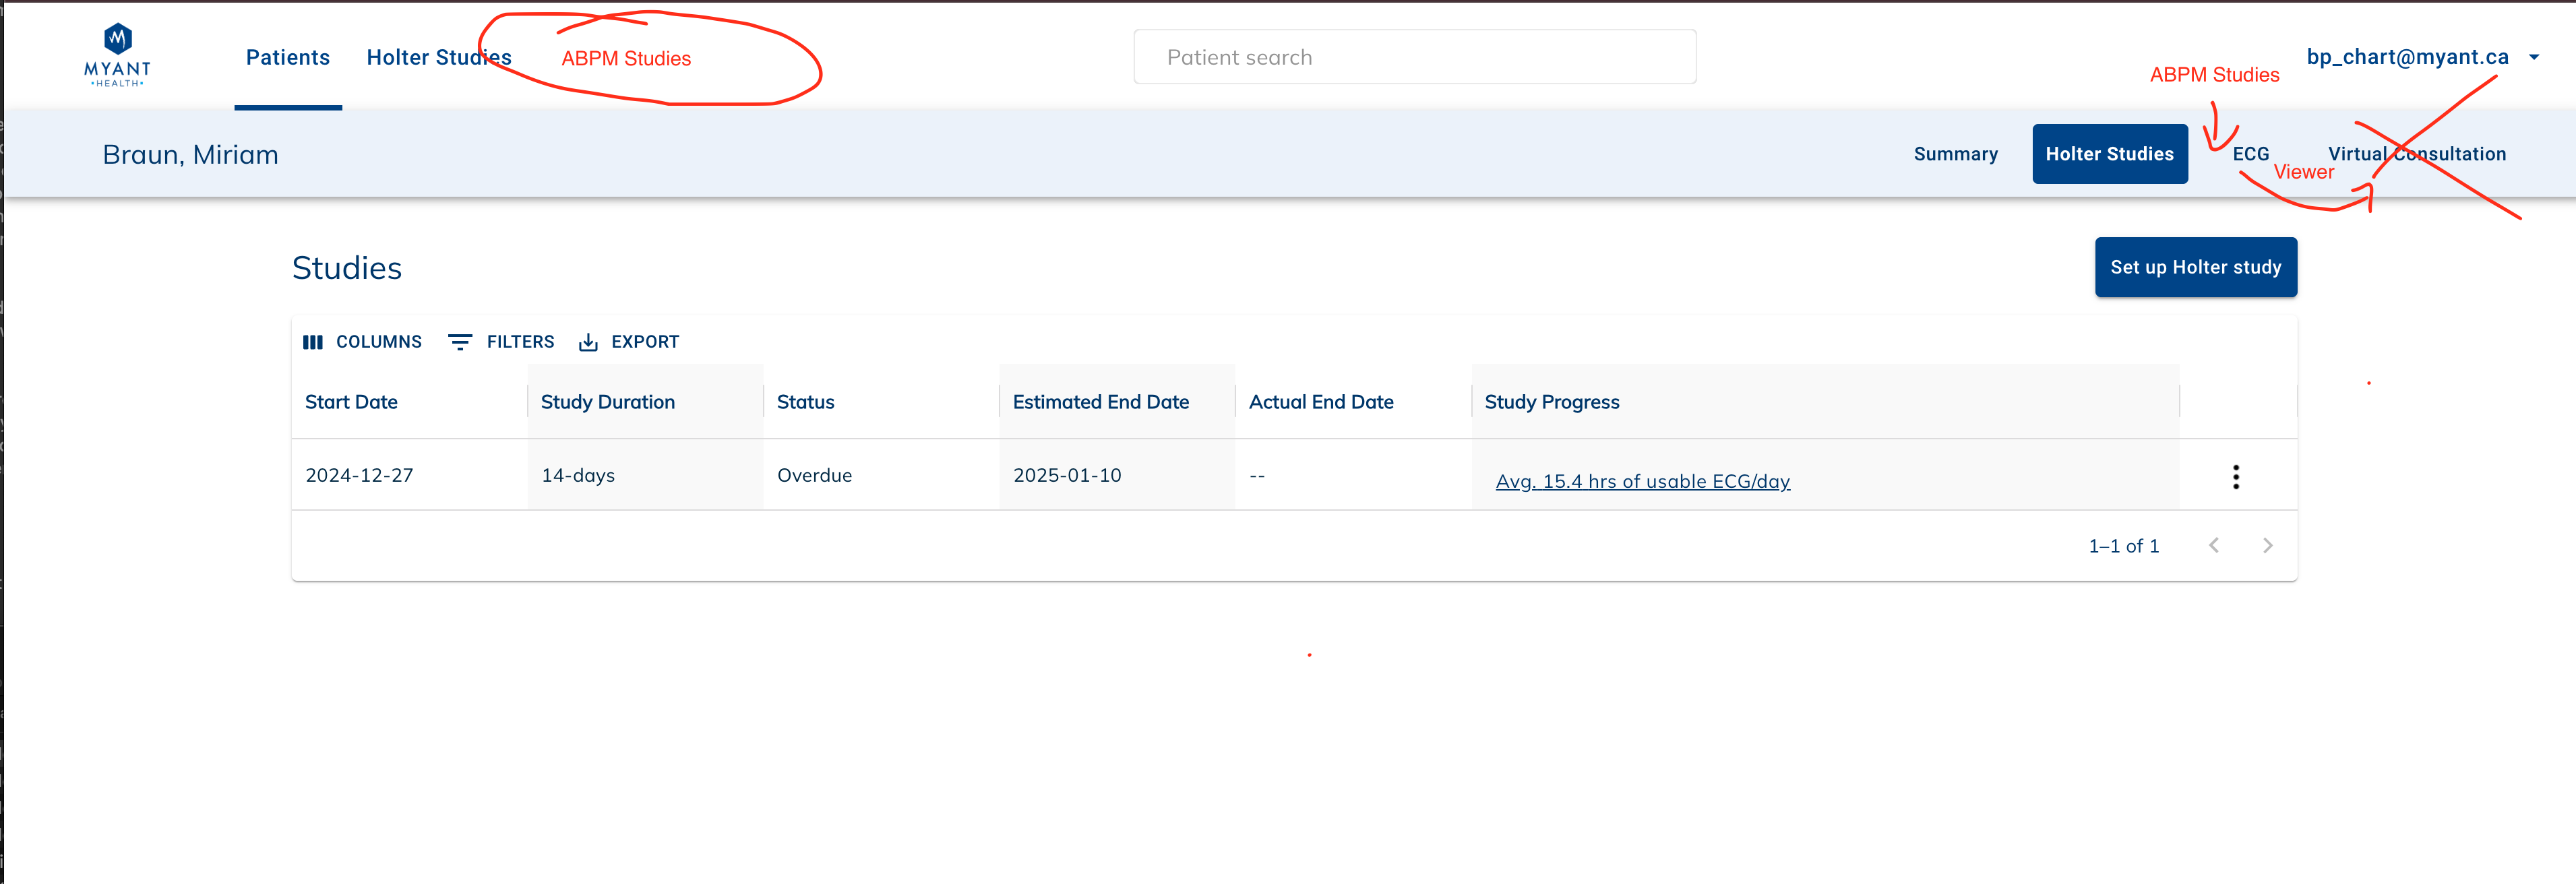 MYANT
HEALTH
Patients Holter Studies ABPM Studies Patient search bp_chart@myant.ca
ABPM Studies
Braun, Miriam Summary Holter Studies ECG Virtual Consultation
Viewer
Studies Set up Holter study
COLUMNS FILTERS EXPORT
Start Date Study Duration Status Estimated End Date Actual End Date Study Progress
2024-12-27 14-days Overdue 2025-01-10 -- Avg. 15.4 hrs of usable ECG/day
1–1 of 1